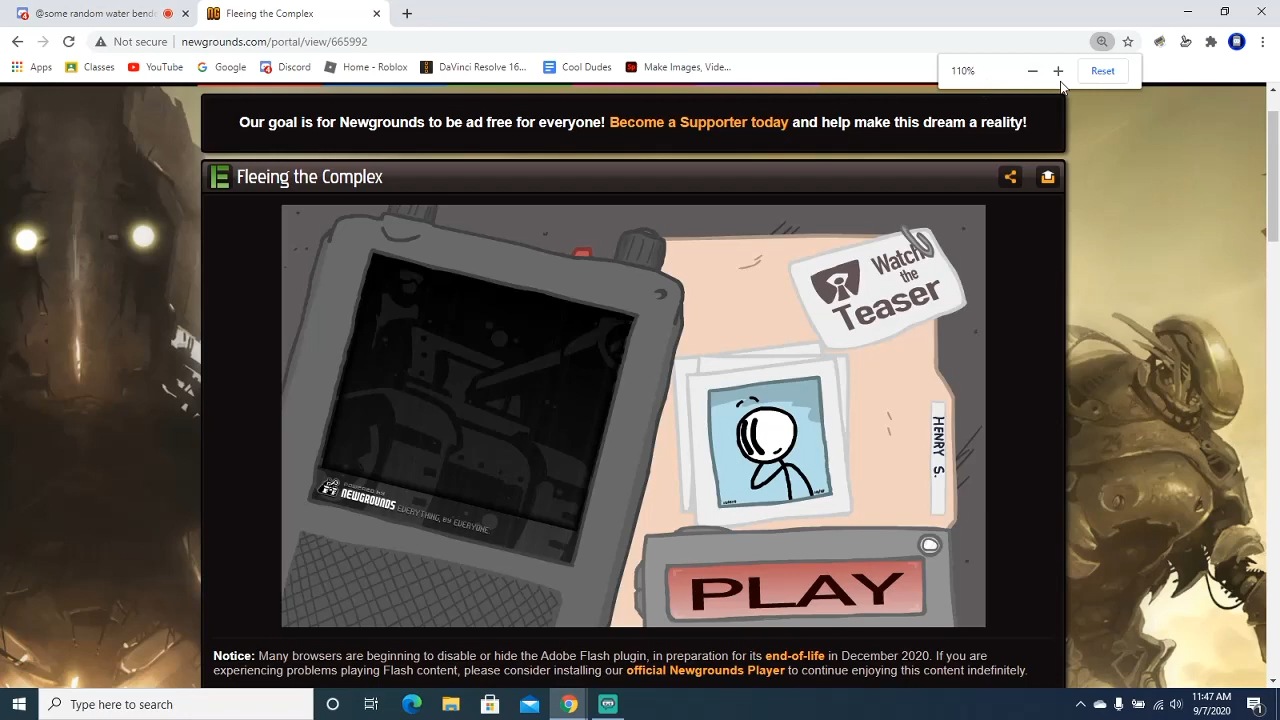 @some random water bend
Fleeing the Complex
Not secure
newgrounds.com/portal/view/665992
Apps
Classes
YouTube
Google
Discord
Home - Roblox
DaVinci Resolve 16...
Cool Dudes
Make Images, Vide...
110%
Reset
Our goal is for Newgrounds to be ad free for everyone! Become a Supporter today and help make this dream a reality!
E Fleeing the Complex
Watch
the
Teaser
HENRY S.
POWERED BY
NEWGROUNDS EVERYTHING, BY EVERYONE
PLAY
Notice: Many browsers are beginning to disable or hide the Adobe Flash plugin, in preparation for its end-of-life in December 2020. If you are
experiencing problems playing Flash content, please consider installing our official Newgrounds Player to continue enjoying this content indefinitely.
Type here to search
11:47 AM
9/7/2020